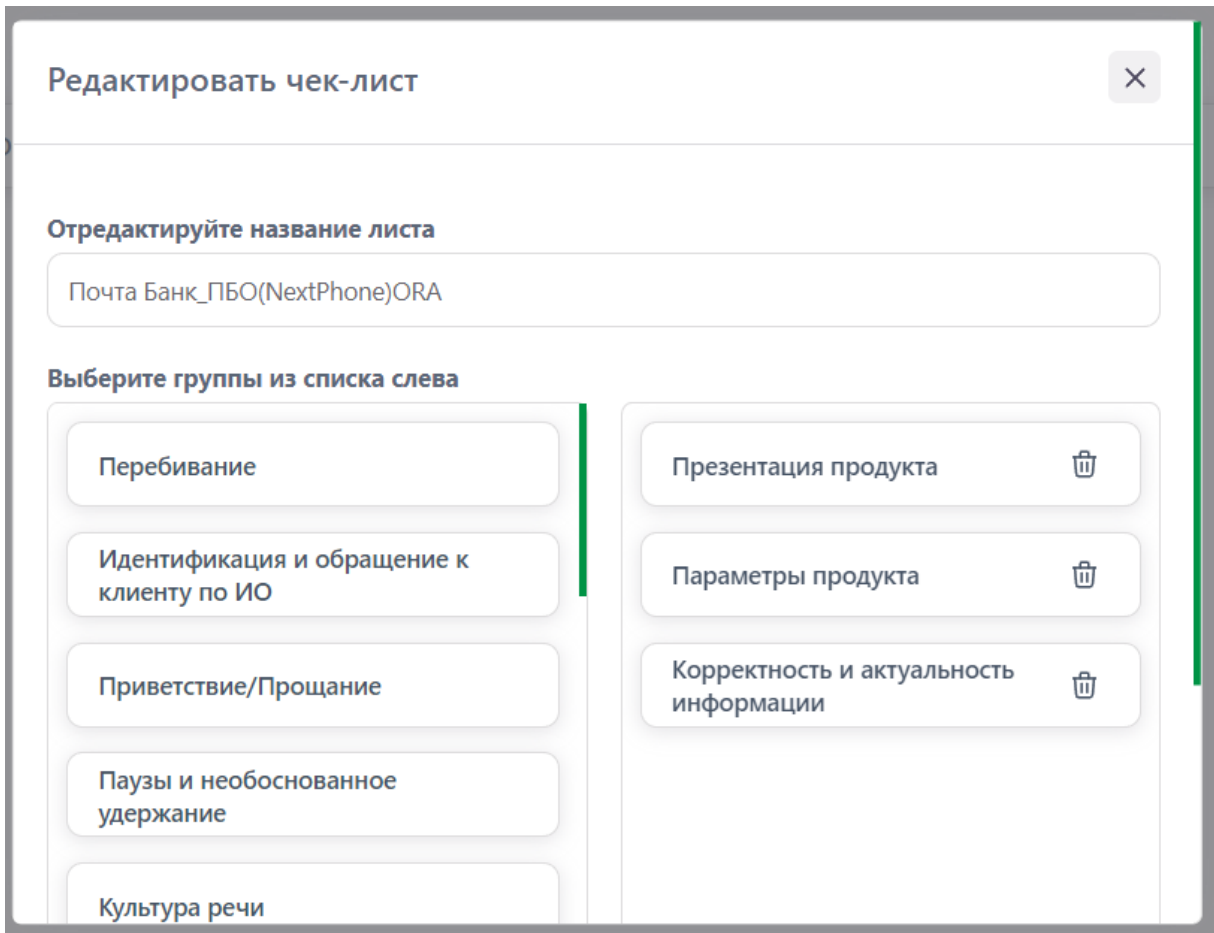 Редактировать чек-лист
Отредактируйте название листа
Почта Банк_ПБО(NextPhone)ORA
Выберите группы из списка слева
Перебивание
Идентификация и обращение к
клиенту по ИО
Приветствие/Прощание
Паузы и необоснованное
удержание
Культура речи
Презентация продукта
Параметры продукта
Корректность и актуальность
информации